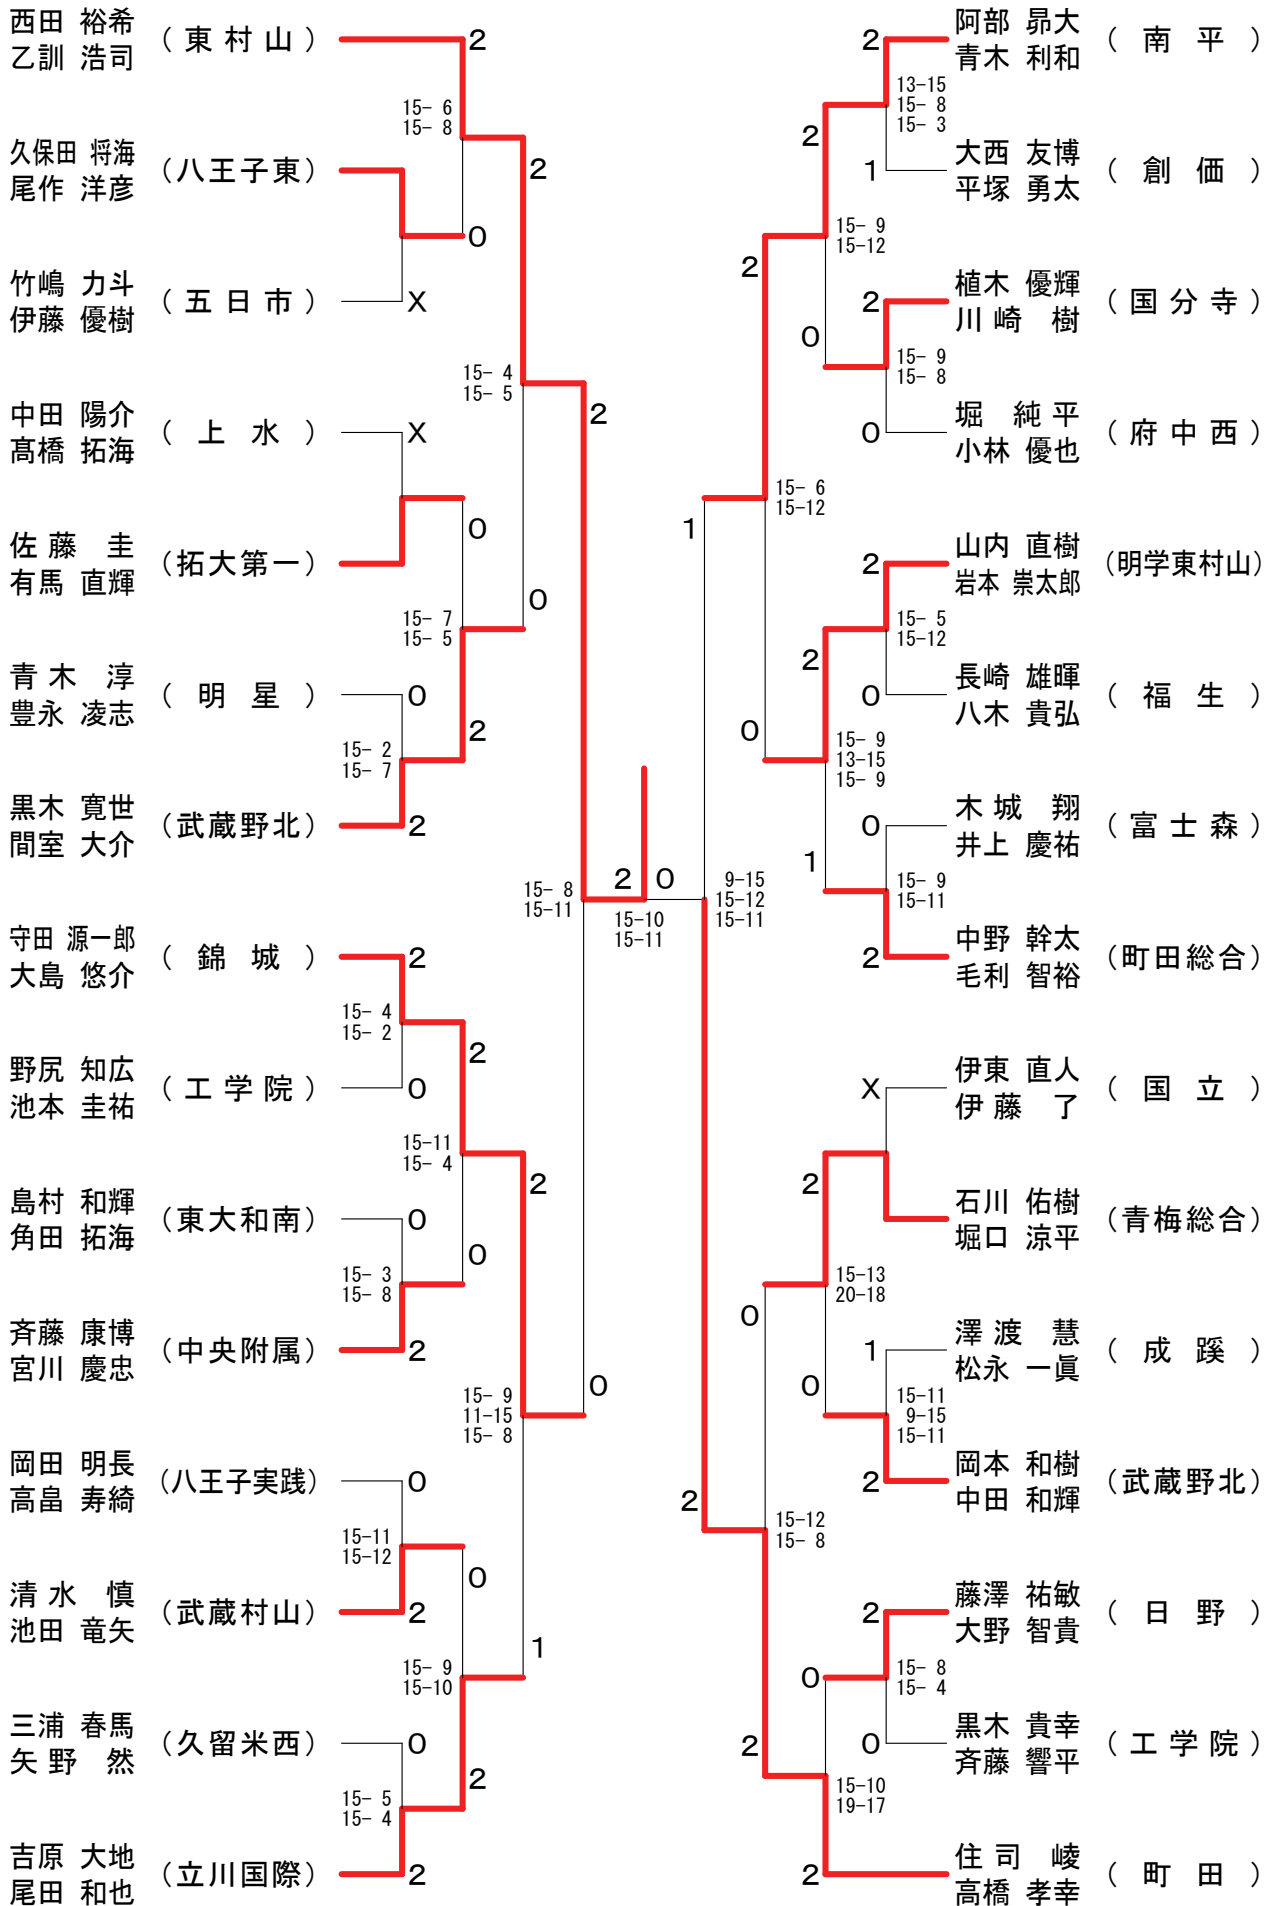 西田 裕希
乙訓 浩司
（東村山）
2
15- 6
15- 8
2
久保田 将海
尾作 洋彦
（八王子東）
0
竹嶋 力斗
伊藤 優樹
（五日市）
X
15- 4
15- 5
2
中田 陽介
髙橋 拓海
（上水）
X
0
佐藤 圭
有馬 直輝
（拓大第一）
15- 7
15- 5
0
青木 淳
豊永 凌志
（明星）
0
2
15- 2
15- 7
黒木 寛世
間室 大介
（武蔵野北）
2
15- 8
15-11
2
0
15-10
15-11
守田 源一郎
大島 悠介
（錦城）
2
15- 4
15- 2
2
野尻 知広
池本 圭祐
（工学院）
0
15-11
15- 4
2
島村 和輝
角田 拓海
（東大和南）
0
0
15- 3
15- 8
斉藤 康博
宮川 慶忠
（中央附属）
2
15- 9
11-15
15- 8
0
岡田 明長
高畠 寿綺
（八王子実践）
0
15-11
15-12
0
清水 慎
池田 竜矢
（武蔵村山）
2
15- 9
15-10
1
三浦 春馬
矢野 然
（久留米西）
0
2
15- 5
15- 4
吉原 大地
尾田 和也
（立川国際）
2
2
阿部 昴大
青木 利和
（南平）
13-15
15- 8
15- 3
2
1
大西 友博
平塚 勇太
（創価）
15- 9
15-12
2
2
植木 優輝
川崎 樹
（国分寺）
0
15- 9
15- 8
0
堀 純平
小林 優也
（府中西）
15- 6
15-12
1
2
山内 直樹
岩本 崇太郎
（明学東村山）
15- 5
15-12
2
0
長崎 雄暉
八木 貴弘
（福生）
0
15- 9
13-15
15- 9
0
木城 翔
井上 慶祐
（富士森）
1
15- 9
15-11
2
中野 幹太
毛利 智裕
（町田総合）
9-15
15-12
15-11
X
伊東 直人
伊藤 了
（国立）
2
石川 佑樹
堀口 涼平
（青梅総合）
15-13
20-18
0
1
澤渡 慧
松永 一眞
（成蹊）
0
15-11
9-15
15-11
2
岡本 和樹
中田 和輝
（武蔵野北）
2
15-12
15- 8
2
藤澤 祐敏
大野 智貴
（日野）
0
15- 8
15- 4
0
黒木 貴幸
斉藤 響平
（工学院）
2
15-10
19-17
2
住司 崚
高橋 孝幸
（町田）